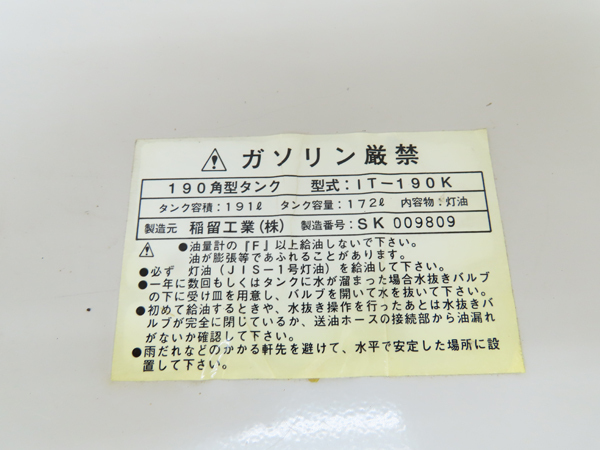 ガソリン厳禁
190角型タンク 型式:IT-190K
タンク容積:191ℓ タンク容量:172ℓ 内容物:灯油
製造元 稲留工業(株) 製造番号:SK 009809
●油量計の『F』以上給油しないで下さい。
油が膨張等であふれることがあります。
●必ず 灯油(JIS-1号灯油)を給油して下さい。
●一年に数回もしくはタンクに水が溜まった場合水抜きバルブ
の下に受け皿を用意し、バルブを開いて水を抜いて下さい。
●初めて給油するときや、水抜き操作を行ったあとは水抜きバ
ルブが完全に閉じているか、送油ホースの接続部から油漏れ
がないか確認して下さい。
●雨だれなどのかかる軒先を避けて、水平で安定した場所に設
置して下さい。